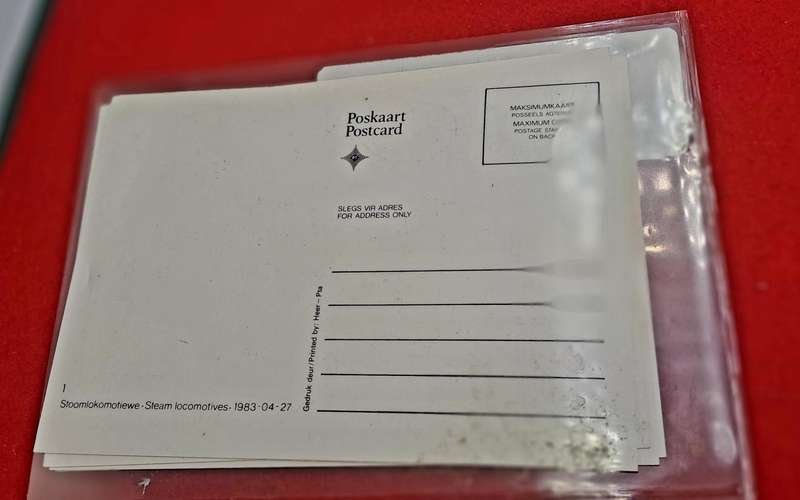 Poskaart
Postcard
MAKSIMUMKAART
POSSEELS
MAXIMUM
POSTAGE
ON BACK
SLEGS VIR ADRES
FOR ADDRESS ONLY
Gedruk deur/Printed by: Heer – Pta
1
Stoomlokomotiewe·Steam locomotives·1983-04-27